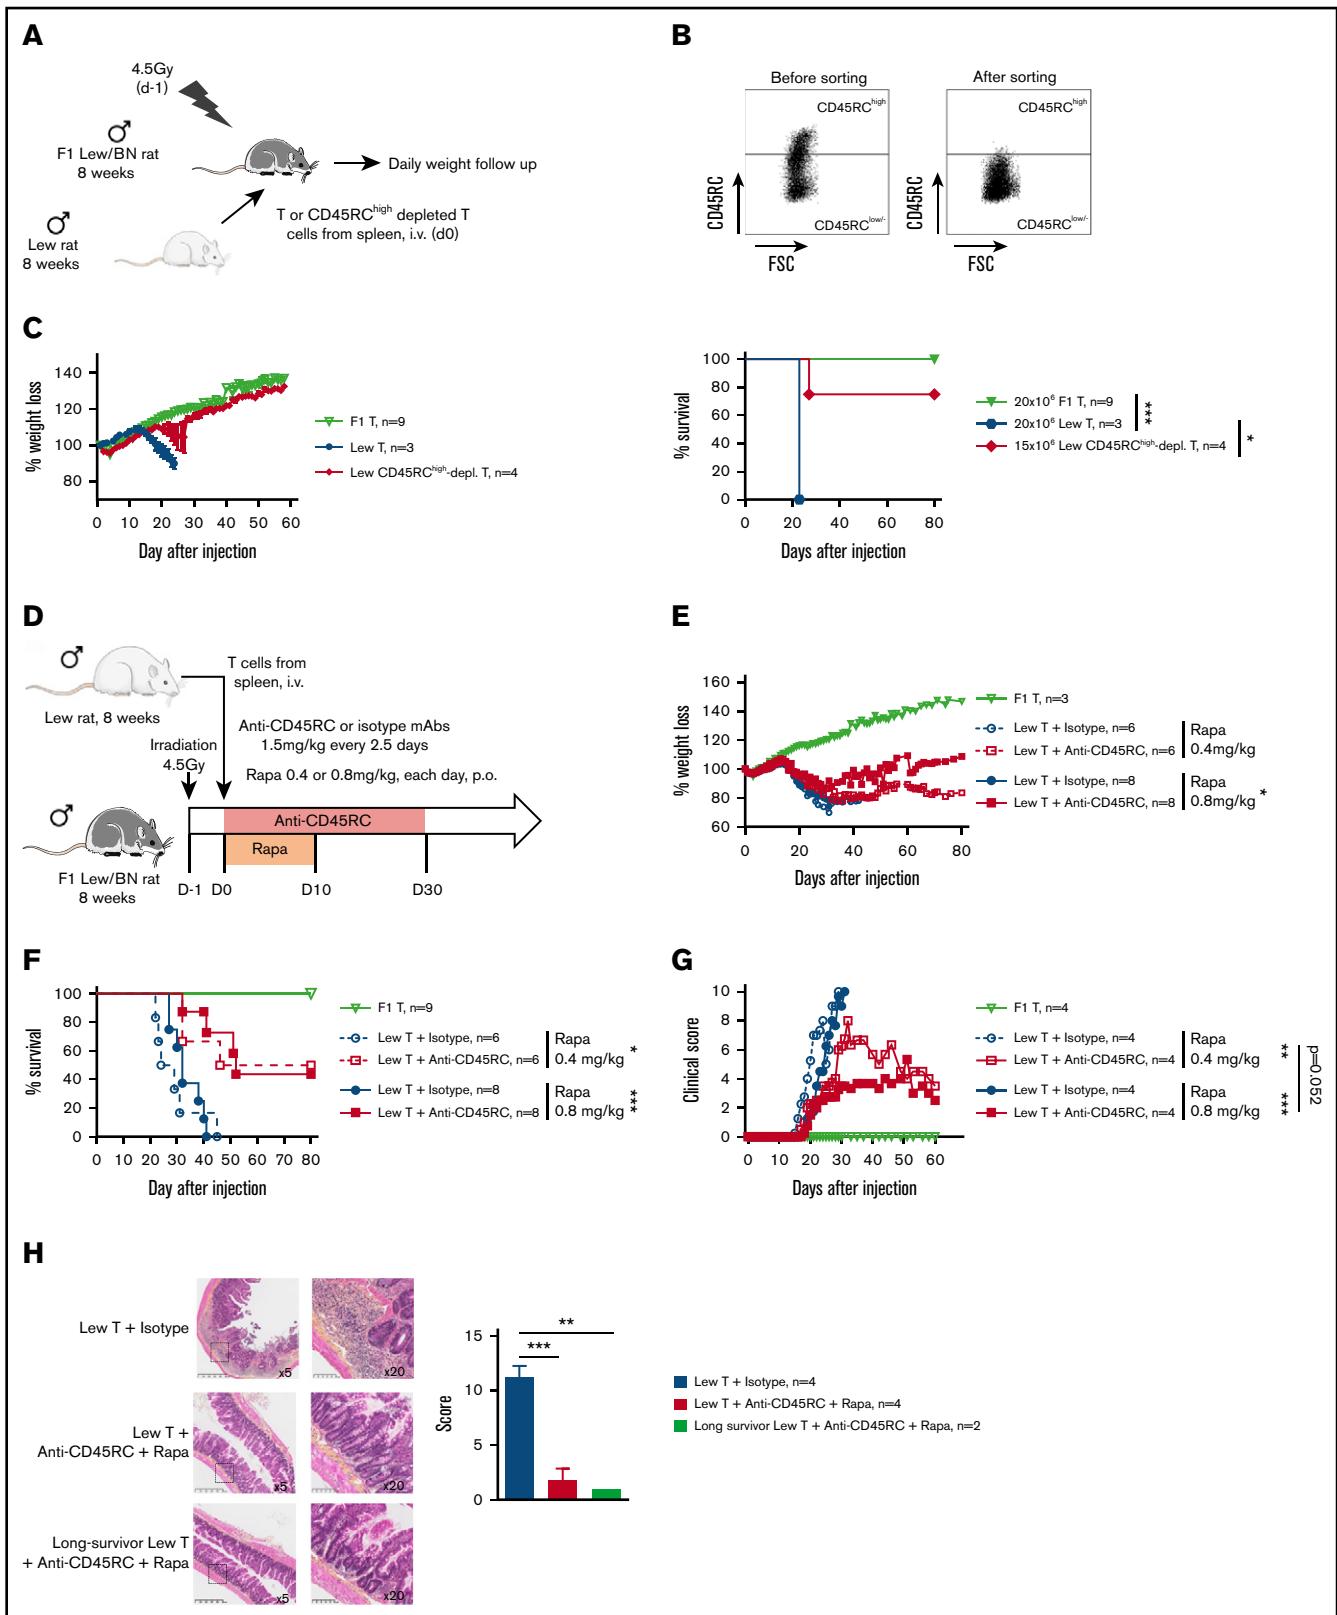 A
4.5Gy
(d-1)
♂
F1 Lew/BN rat
8 weeks
Daily weight follow up
♂
Lew rat
8 weeks
T or CD45RChigh depleted T
cells from spleen, i.v. (d0)
B
Before sorting
After sorting
CD45RChigh
CD45RChigh
CD45RC
CD45RC
CD45RClow/-
CD45RClow/-
FSC
FSC
C
% weight loss
140
120
100
80
0 10 20 30 40 50 60
Day after injection
F1 T, n=9
Lew T, n=3
Lew CD45RChigh-depl. T, n=4
% survival
100
80
60
40
20
0
0 20 40 60 80
Days after injection
20x10⁶ F1 T, n=9
20x10⁶ Lew T, n=3
15x10⁶ Lew CD45RChigh-depl. T, n=4
***
*
D
♂
Lew rat, 8 weeks
T cells from
spleen, i.v.
Irradiation
4.5Gy
Anti-CD45RC or isotype mAbs
1.5mg/kg every 2.5 days
Rapa 0.4 or 0.8mg/kg, each day, p.o.
♂
F1 Lew/BN rat
8 weeks
Anti-CD45RC
Rapa
D-1 D0 D10 D30
E
% weight loss
160
140
120
100
80
60
0 20 40 60 80
Days after injection
F1 T, n=3
Lew T + Isotype, n=6
Lew T + Anti-CD45RC, n=6
Rapa
0.4mg/kg
Lew T + Isotype, n=8
Lew T + Anti-CD45RC, n=8
Rapa
0.8mg/kg
*
F
% survival
100
80
60
40
20
0
0 10 20 30 40 50 60 70 80
Day after injection
F1 T, n=9
Lew T + Isotype, n=6
Lew T + Anti-CD45RC, n=6
Rapa
0.4 mg/kg
*
Lew T + Isotype, n=8
Lew T + Anti-CD45RC, n=8
Rapa
0.8 mg/kg
***
G
Clinical score
10
8
6
4
2
0
0 10 20 30 40 50 60
Days after injection
F1 T, n=4
Lew T + Isotype, n=4
Lew T + Anti-CD45RC, n=4
Rapa
0.4 mg/kg
**
Lew T + Isotype, n=4
Lew T + Anti-CD45RC, n=4
Rapa
0.8 mg/kg
***
p=0.052
H
Lew T + Isotype
x5
x20
Lew T +
Anti-CD45RC + Rapa
x5
x20
Long-survivor Lew T
+ Anti-CD45RC + Rapa
x5
x20
Score
15
10
5
0
**
***
Lew T + Isotype, n=4
Lew T + Anti-CD45RC + Rapa, n=4
Long survivor Lew T + Anti-CD45RC + Rapa, n=2